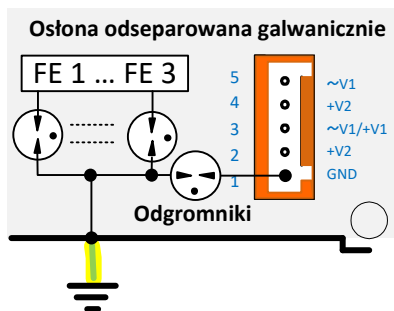 Osłona odseparowana galwanicznie
FE 1 ... FE 3
5 ~V1
4 +V2
3 ~V1/+V1
2 +V2
1 GND
Odgromniki